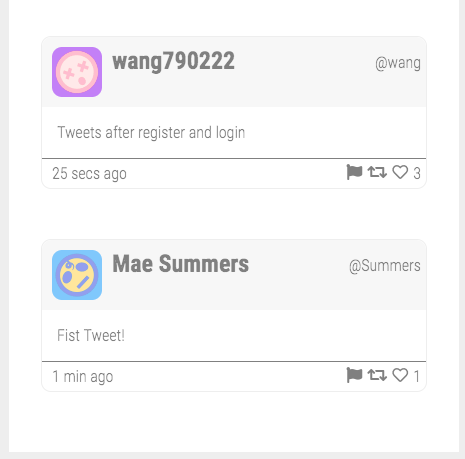 wang790222 @wang
Tweets after register and login
25 secs ago 3
Mae Summers @Summers
Fist Tweet!
1 min ago 1